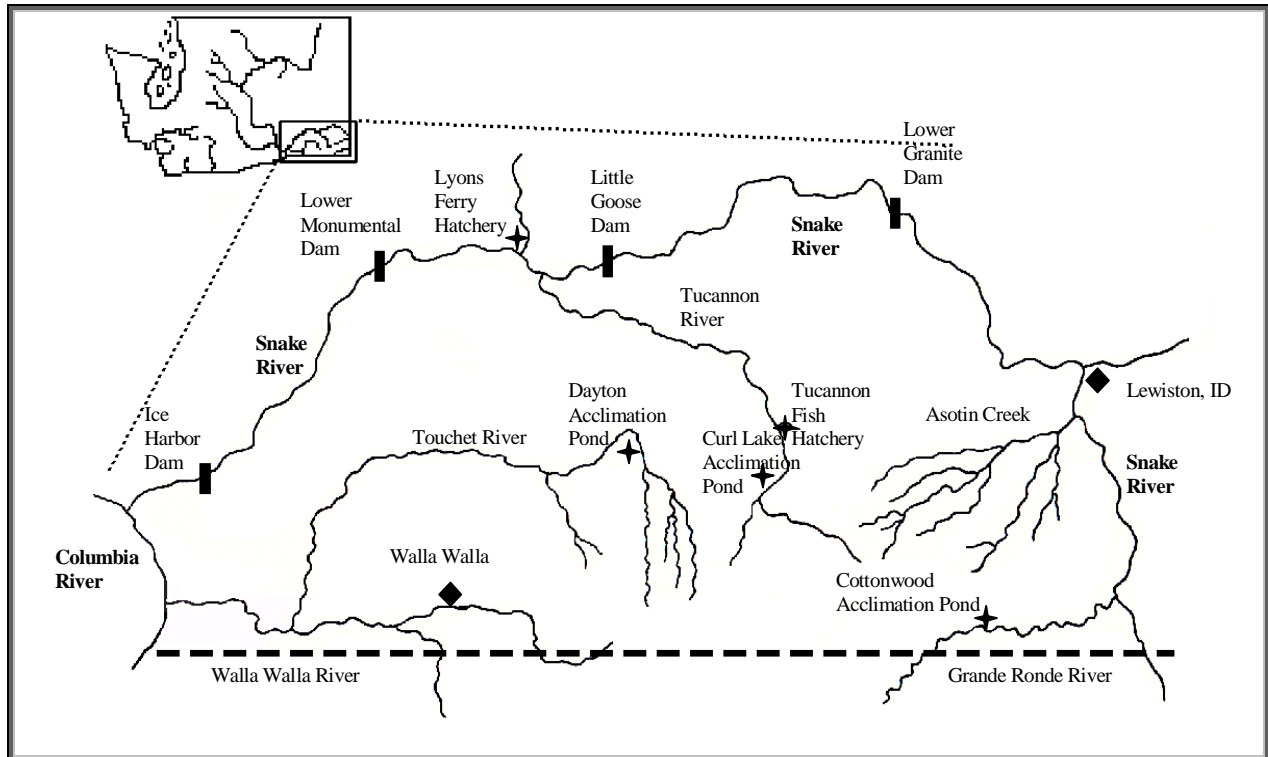 Lower
Granite
Dam
Lyons
Ferry
Hatchery
Little
Goose
Dam
Lower
Monumental
Dam
Snake
River
Tucannon
River
Snake
River
Lewiston, ID
Dayton
Acclimation
Pond
Tucannon
Fish
Hatchery
Asotin Creek
Ice
Harbor
Dam
Touchet River
Curl Lake
Acclimation
Pond
Snake
River
Columbia
River
Walla Walla
Cottonwood
Acclimation Pond
Walla Walla River
Grande Ronde River